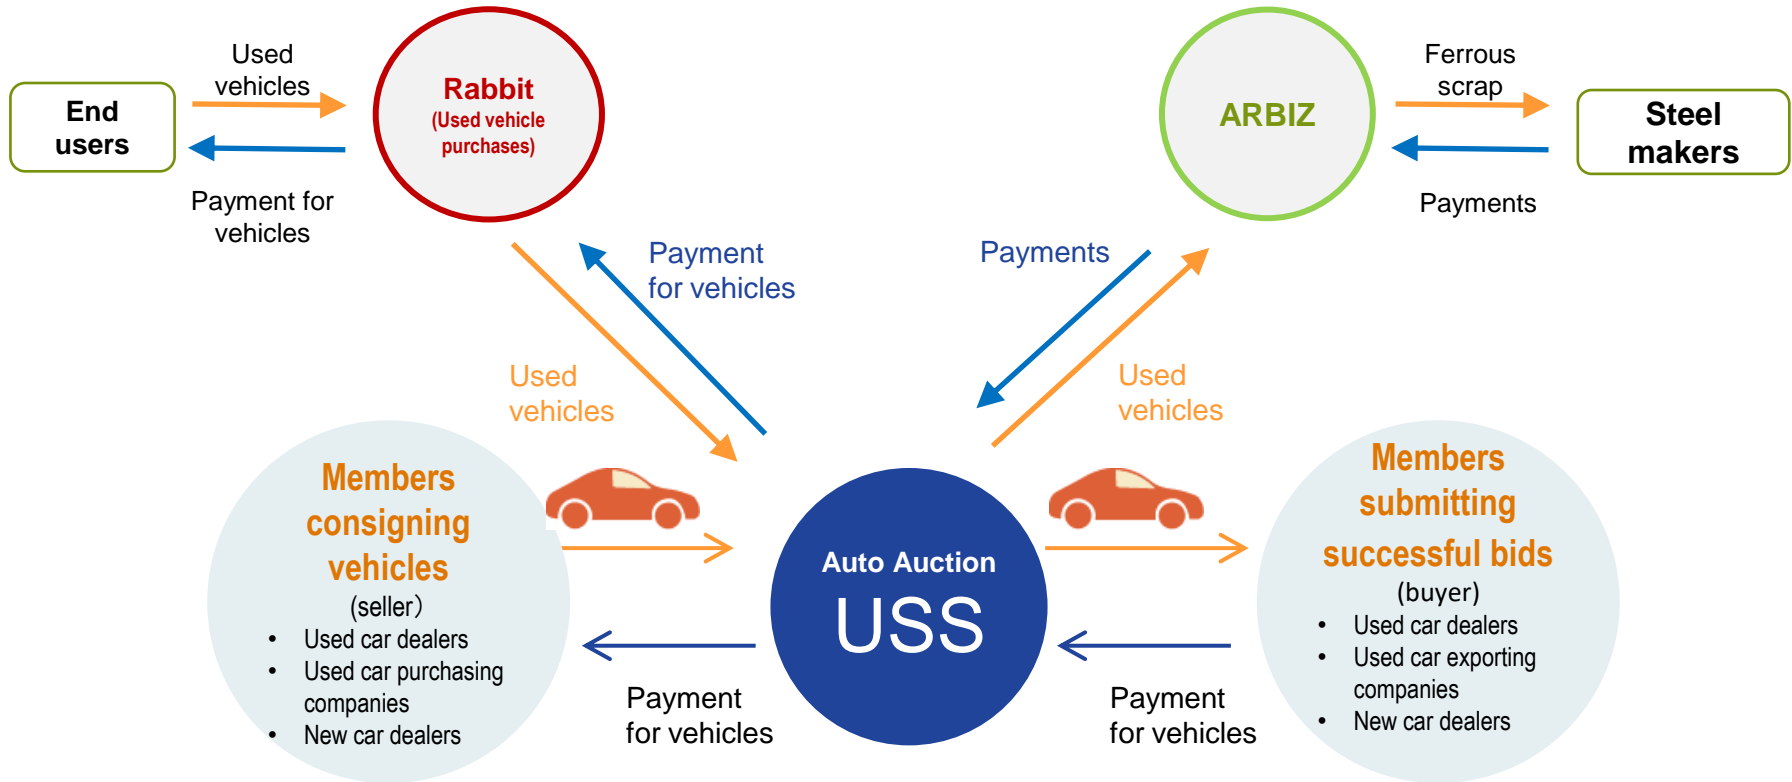 End
users
Used
vehicles
Payment for
vehicles
Rabbit
(Used vehicle
purchases)
ARBIZ
Ferrous
scrap
Payments
Steel
makers
Payment
for vehicles
Used
vehicles
Payments
Used
vehicles
Members
consigning
vehicles
(seller）
• Used car dealers
• Used car purchasing
companies
• New car dealers
Payment
for vehicles
Auto Auction
USS
Payment
for vehicles
Members
submitting
successful bids
(buyer)
• Used car dealers
• Used car exporting
companies
• New car dealers